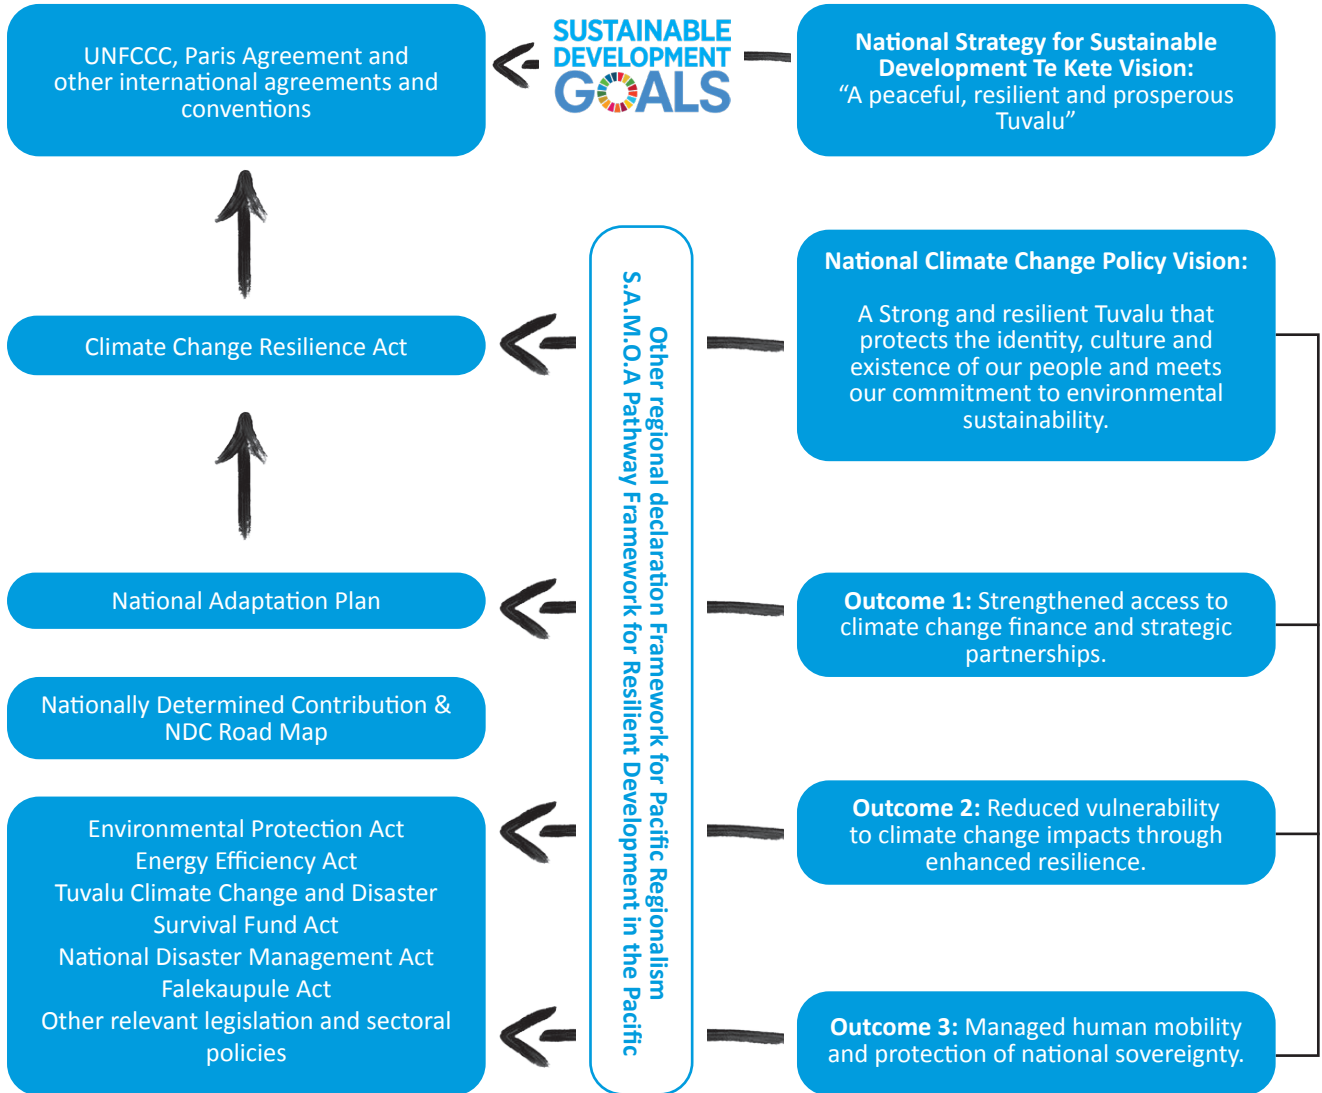 UNFCCC, Paris Agreement and
other international agreements and
conventions
SUSTAINABLE
DEVELOPMENT
GOALS
National Strategy for Sustainable
Development Te Kete Vision:
“A peaceful, resilient and prosperous
Tuvalu”
Climate Change Resilience Act
Other regional declaration Framework for Pacific Regionalism
S.A.M.O.A Pathway Framework for Resilient Development in the Pacific
National Climate Change Policy Vision:
A Strong and resilient Tuvalu that
protects the identity, culture and
existence of our people and meets
our commitment to environmental
sustainability.
National Adaptation Plan
Outcome 1: Strengthened access to
climate change finance and strategic
partnerships.
Nationally Determined Contribution &
NDC Road Map
Environmental Protection Act
Energy Efficiency Act
Tuvalu Climate Change and Disaster
Survival Fund Act
National Disaster Management Act
Falekaupule Act
Other relevant legislation and sectoral
policies
Outcome 2: Reduced vulnerability
to climate change impacts through
enhanced resilience.
Outcome 3: Managed human mobility
and protection of national sovereignty.